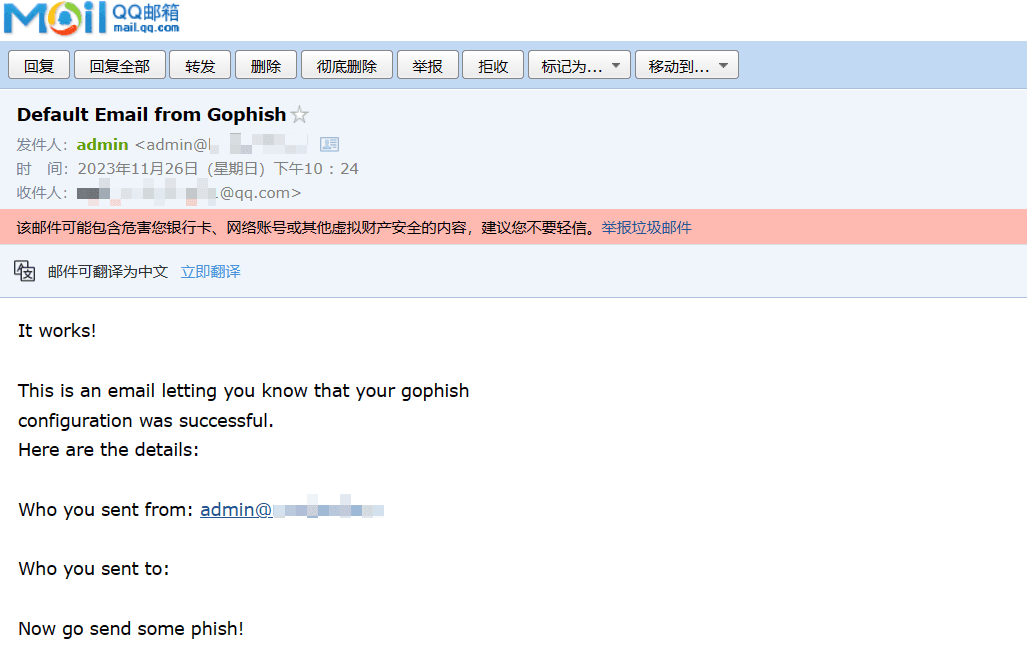 Mail QQ邮箱
mail.qq.com
回复 回复全部 转发 删除 彻底删除 举报 拒收 标记为... 移动到...
Default Email from Gophish
发件人： admin <admin@
时 间： 2023年11月26日 (星期日) 下午10：24
收件人： @qq.com>
该邮件可能包含危害您银行卡、网络账号或其他虚拟财产安全的内容，建议您不要轻信。举报垃圾邮件
邮件可翻译为中文 立即翻译
It works!
This is an email letting you know that your gophish
configuration was successful.
Here are the details:
Who you sent from: admin@
Who you sent to:
Now go send some phish!